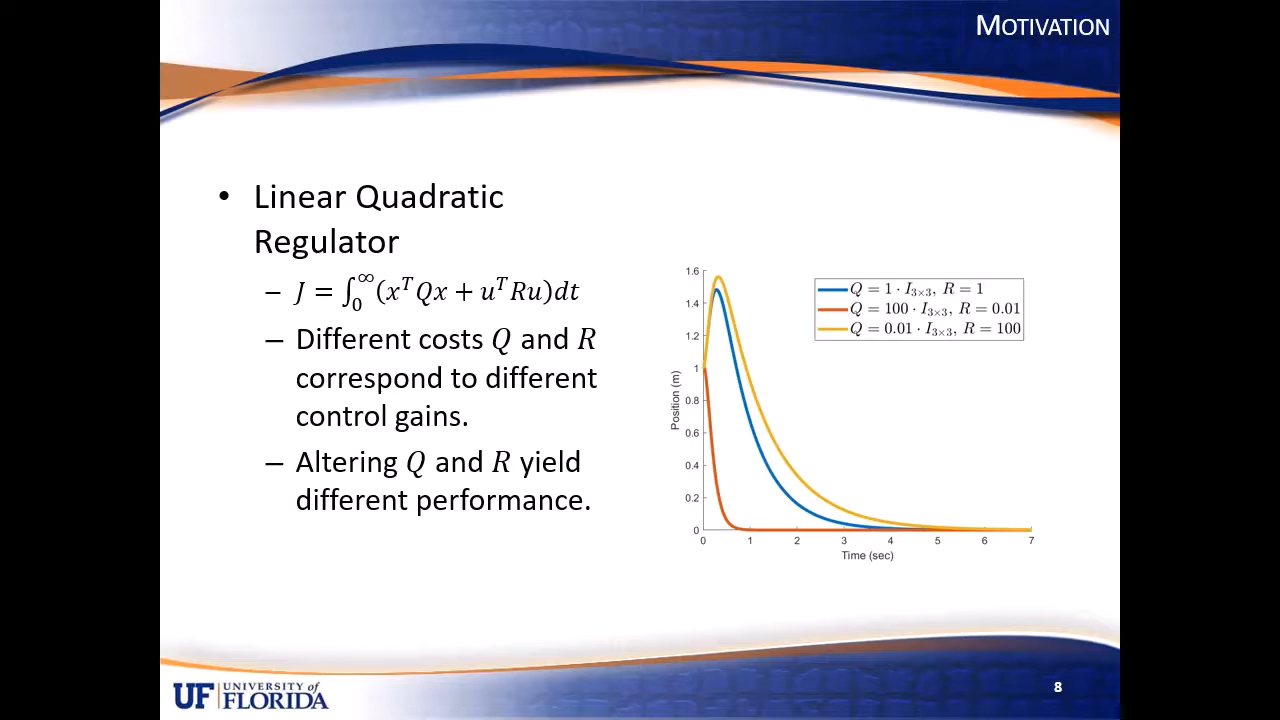 MOTIVATION
• Linear Quadratic
Regulator
– J = ∫₀^∞ (xᵀQx + uᵀRu)dt
– Different costs Q and R
correspond to different
control gains.
– Altering Q and R yield
different performance.
Q = 1 · I₃ₓ₃, R = 1
Q = 100 · I₃ₓ₃, R = 0.01
Q = 0.01 · I₃ₓ₃, R = 100
1.6
1.4
1.2
1
0.8
0.6
0.4
0.2
0
Position (m)
0 1 2 3 4 5 6 7
Time (sec)
UF UNIVERSITY of
FLORIDA
8